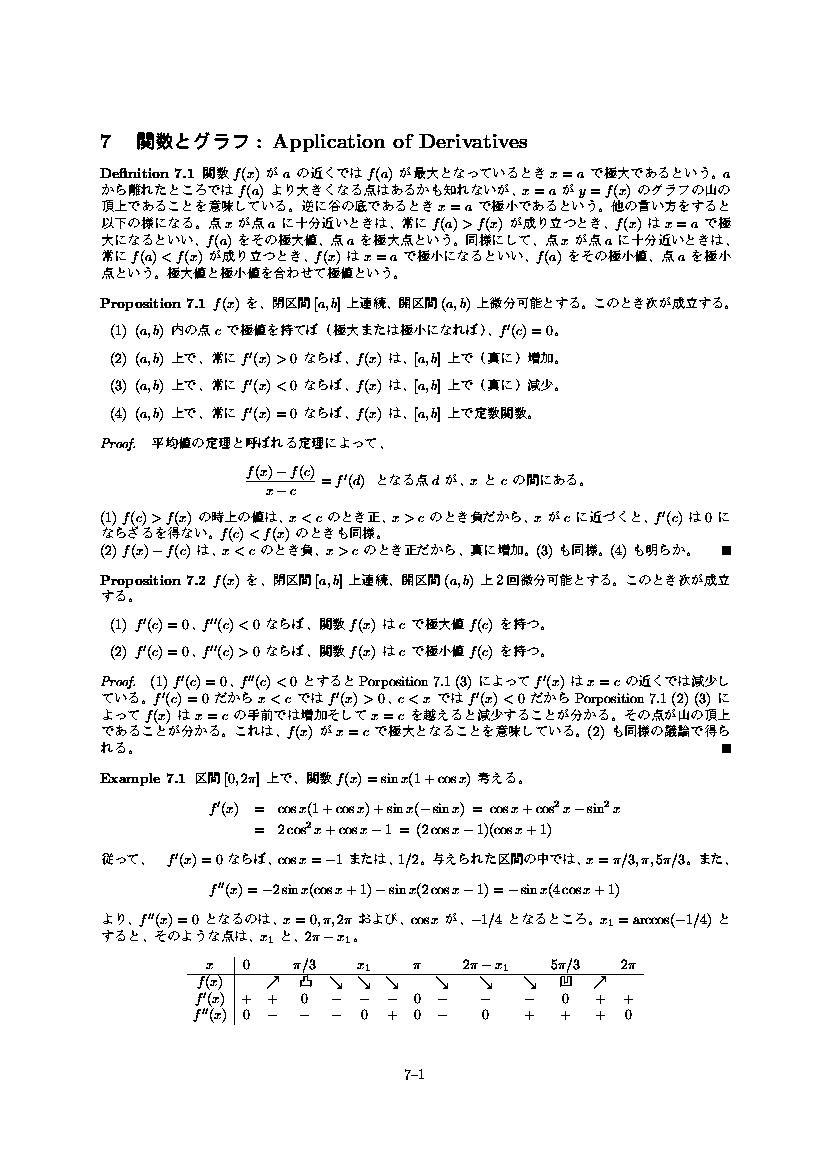 7 関数とグラフ : Application of Derivatives
Definition 7.1 関数 f(x) が a の近くでは f(a) が最大となっているとき x = a で極大であるという。a
から離れたところでは f(a) より大きくなる点はあるかも知れないが、x = a が y = f(x) のグラフの山の
頂上であることを意味している。逆に谷の底であるとき x = a で極小であるという。他の言い方をすると
以下の様になる。点 x が点 a に十分近いときは、常に f(a) > f(x) が成り立つとき、f(x) は x = a で極
大になるといい、f(a) をその極大値、点 a を極大点という。同様にして、点 x が点 a に十分近いときは、
常に f(a) < f(x) が成り立つとき、f(x) は x = a で極小になるといい、f(a) をその極小値、点 a を極小
点という。極大値と極小値を合わせて極値という。
Proposition 7.1 f(x) を、閉区間 [a, b] 上連続、開区間 (a, b) 上微分可能とする。このとき次が成立する。
(1) (a, b) 内の点 c で極値を持てば（極大または極小になれば）、f′(c) = 0。
(2) (a, b) 上で、常に f′(x) > 0 ならば、f(x) は、[a, b] 上で（真に）増加。
(3) (a, b) 上で、常に f′(x) < 0 ならば、f(x) は、[a, b] 上で（真に）減少。
(4) (a, b) 上で、常に f′(x) = 0 ならば、f(x) は、[a, b] 上で定数関数。
Proof. 平均値の定理と呼ばれる定理によって、
(f(x) − f(c))/(x − c) = f′(d) となる点 d が、x と c の間にある。
(1) f(c) > f(x) の時上の値は、x < c のとき正、x > c のとき負だから、x が c に近づくと、f′(c) は 0 に
ならざるを得ない。f(c) < f(x) のときも同様。
(2) f(x) − f(c) は、x < c のとき負、x > c のとき正だから、真に増加。(3) も同様。(4) も明らか。 ■
Proposition 7.2 f(x) を、閉区間 [a, b] 上連続、開区間 (a, b) 上２回微分可能とする。このとき次が成立
する。
(1) f′(c) = 0、f″(c) < 0 ならば、関数 f(x) は c で極大値 f(c) を持つ。
(2) f′(c) = 0、f″(c) > 0 ならば、関数 f(x) は c で極小値 f(c) を持つ。
Proof. (1) f′(c) = 0、f″(c) < 0 とすると Porposition 7.1 (3) によって f′(x) は x = c の近くでは減少し
ている。f′(c) = 0 だから x < c では f′(x) > 0、c < x では f′(x) < 0 だから Porposition 7.1 (2) (3) に
よって f(x) は x = c の手前では増加そして x = c を越えると減少することが分かる。その点が山の頂上
であることが分かる。これは、f(x) が x = c で極大となることを意味している。(2) も同様の議論で得ら
れる。 ■
Example 7.1 区間 [0, 2π] 上で、関数 f(x) = sin x(1 + cos x) 考える。
f′(x) = cos x(1 + cos x) + sin x(− sin x) = cos x + cos² x − sin² x
= 2 cos² x + cos x − 1 = (2 cos x − 1)(cos x + 1)
従って、 f′(x) = 0 ならば、cos x = −1 または、1/2。与えられた区間の中では、x = π/3, π, 5π/3。また、
f″(x) = −2 sin x(cos x + 1) − sin x(2 cos x − 1) = − sin x(4 cos x + 1)
より、f″(x) = 0 となるのは、x = 0, π, 2π および、cos x が、−1/4 となるところ。x₁ = arccos(−1/4) と
すると、そのような点は、x₁ と、2π − x₁。
x 0 π/3 x₁ π 2π − x₁ 5π/3 2π
f(x) ↗ 凸 ↘ ↘ ↘ ↘ ↘ ↘ 凹 ↗
f′(x) + + 0 − − − 0 − − − 0 + +
f″(x) 0 − − − 0 + 0 − 0 + + + 0
7–1